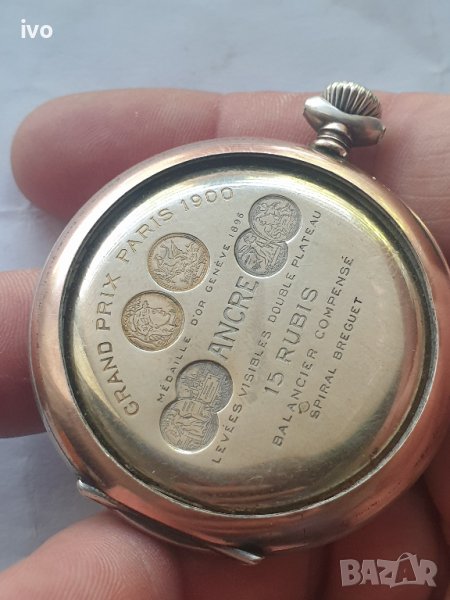 ivo
GRAND PRIX PARIS 1900
MÉDAILLE D'OR GENÈVE 1896
ANCRE
LEVÉES VISIBLES DOUBLE PLATEAU
15 RUBIS
BALANCIER COMPENSÉ
SPIRAL BREGUET
BAZAR